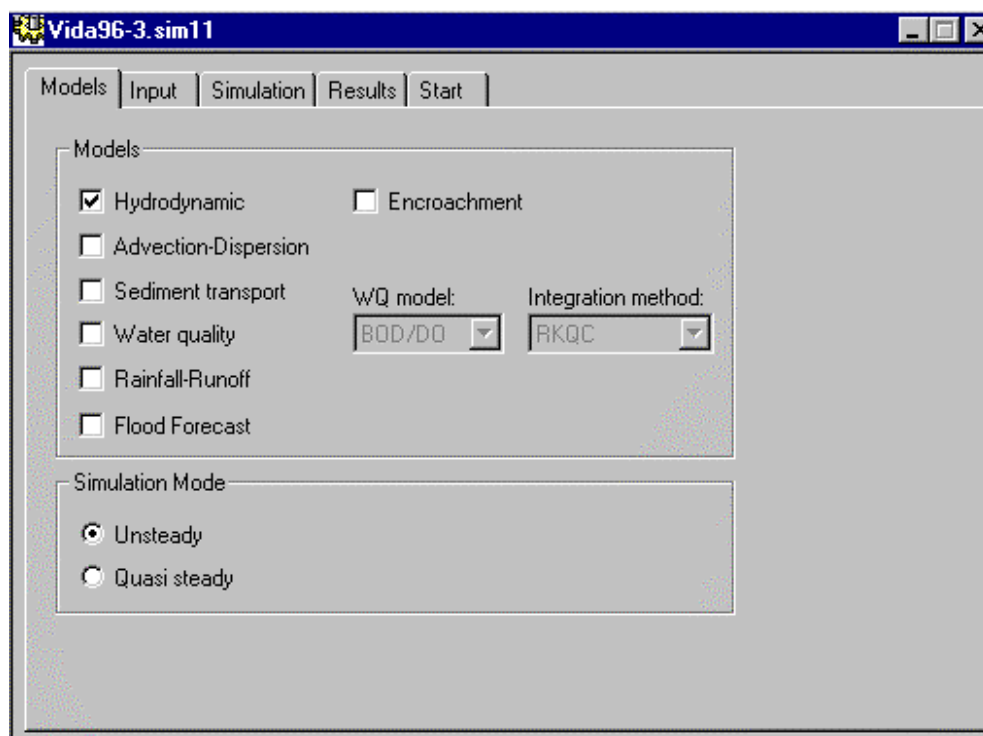 Vida96-3.sim11
Models Input Simulation Results Start
Models
Hydrodynamic Encroachment
Advection-Dispersion
Sediment transport WQ model: Integration method:
Water quality BOD/DO RKQC
Rainfall-Runoff
Flood Forecast
Simulation Mode
Unsteady
Quasi steady